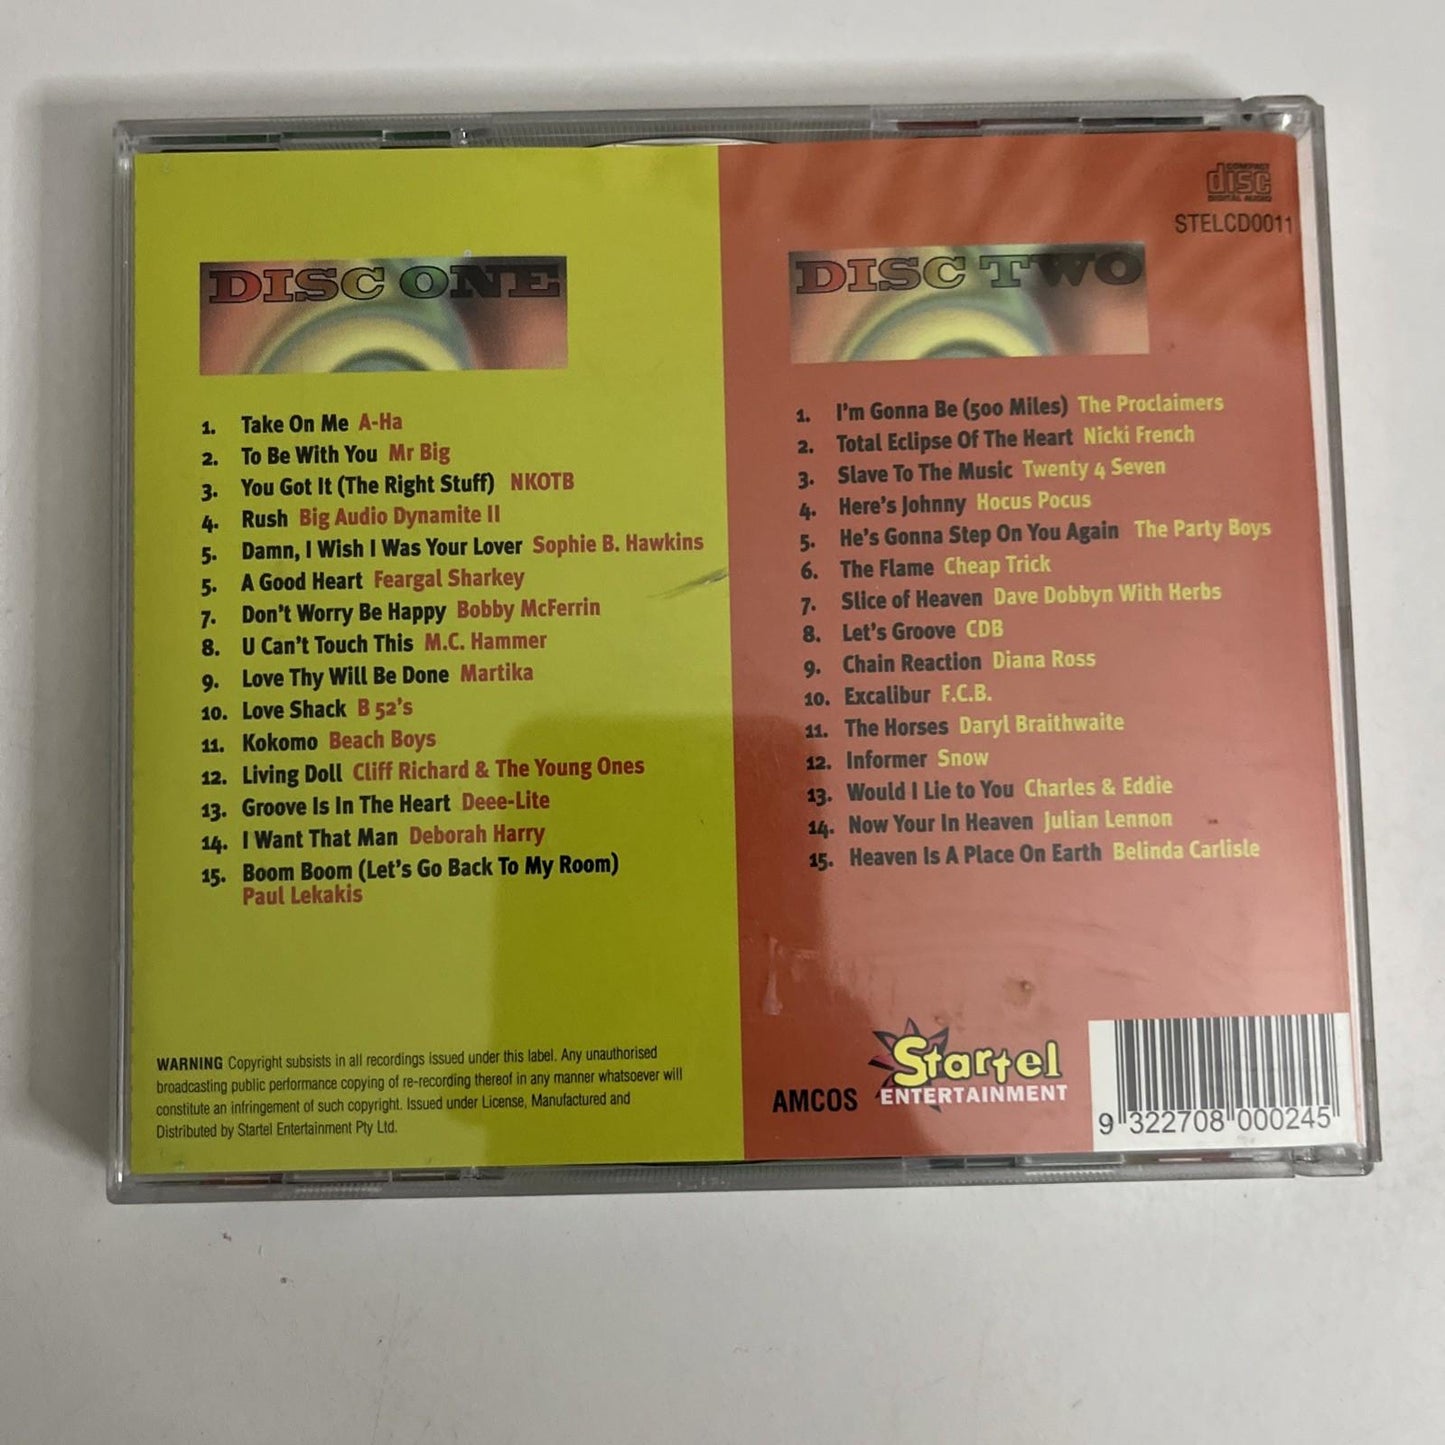 DISC ONE
1. Take On Me A-Ha
2. To Be With You Mr Big
3. You Got It (The Right Stuff) NKOTB
4. Rush Big Audio Dynamite II
5. Damn, I Wish I Was Your Lover Sophie B. Hawkins
5. A Good Heart Feargal Sharkey
7. Don't Worry Be Happy Bobby McFerrin
8. U Can't Touch This M.C. Hammer
9. Love Thy Will Be Done Martika
10. Love Shack B 52's
11. Kokomo Beach Boys
12. Living Doll Cliff Richard & The Young Ones
13. Groove Is In The Heart Deee-Lite
14. I Want That Man Deborah Harry
15. Boom Boom (Let's Go Back To My Room)
Paul Lekakis
WARNING Copyright subsists in all recordings issued under this label. Any unauthorised
broadcasting public performance copying of re-recording thereof in any manner whatsoever will
constitute an infringement of such copyright. Issued under License, Manufactured and
Distributed by Startel Entertainment Pty Ltd.
COMPACT
disc
DIGITAL AUDIO
STELCD0011
DISC TWO
1. I'm Gonna Be (500 Miles) The Proclaimers
2. Total Eclipse Of The Heart Nicki French
3. Slave To The Music Twenty 4 Seven
4. Here's Johnny Hocus Pocus
5. He's Gonna Step On You Again The Party Boys
6. The Flame Cheap Trick
7. Slice of Heaven Dave Dobbyn With Herbs
8. Let's Groove CDB
9. Chain Reaction Diana Ross
10. Excalibur F.C.B.
11. The Horses Daryl Braithwaite
12. Informer Snow
13. Would I Lie to You Charles & Eddie
14. Now Your In Heaven Julian Lennon
15. Heaven Is A Place On Earth Belinda Carlisle
AMCOS
Startel
ENTERTAINMENT
9 322708 000245